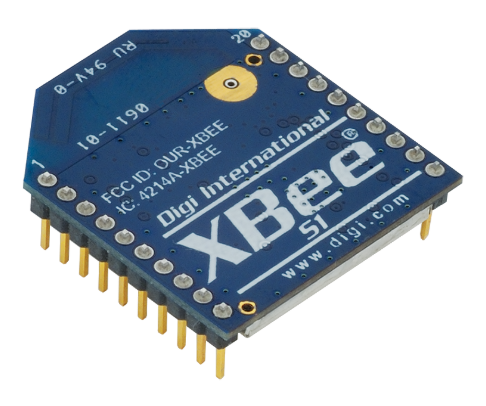 RU 94V-0
20
0611-01
1
FCC ID: OUR-XBEE
IC: 4214A-XBEE
Digi International
XBee®
S1
www.digi.com